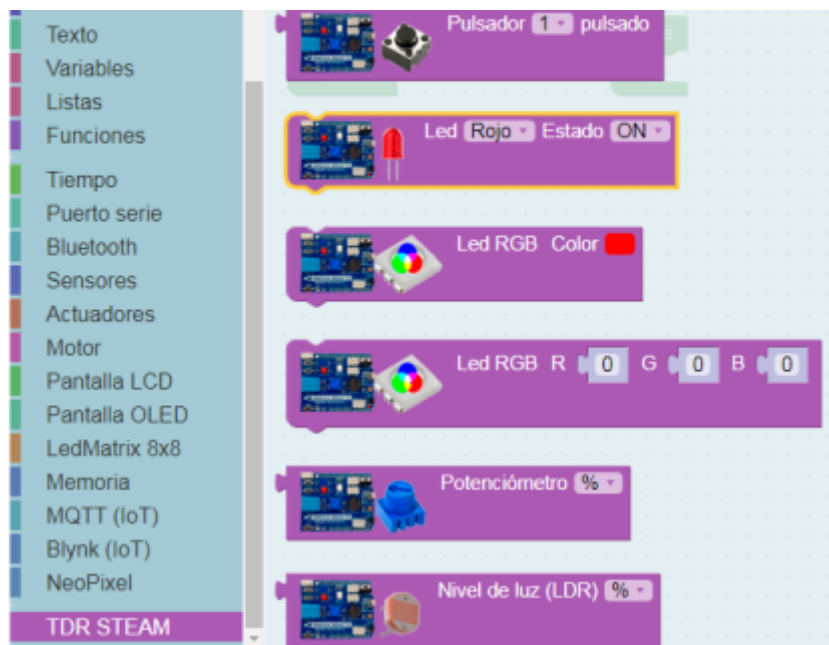 Texto
Variables
Listas
Funciones
Tiempo
Puerto serie
Bluetooth
Sensores
Actuadores
Motor
Pantalla LCD
Pantalla OLED
LedMatrix 8x8
Memoria
MQTT (IoT)
Blynk (IoT)
NeoPixel
TDR STEAM
Pulsador 1 pulsado
Led Rojo Estado ON
Led RGB Color
Led RGB R 0 G 0 B 0
Potenciómetro %
Nivel de luz (LDR) %